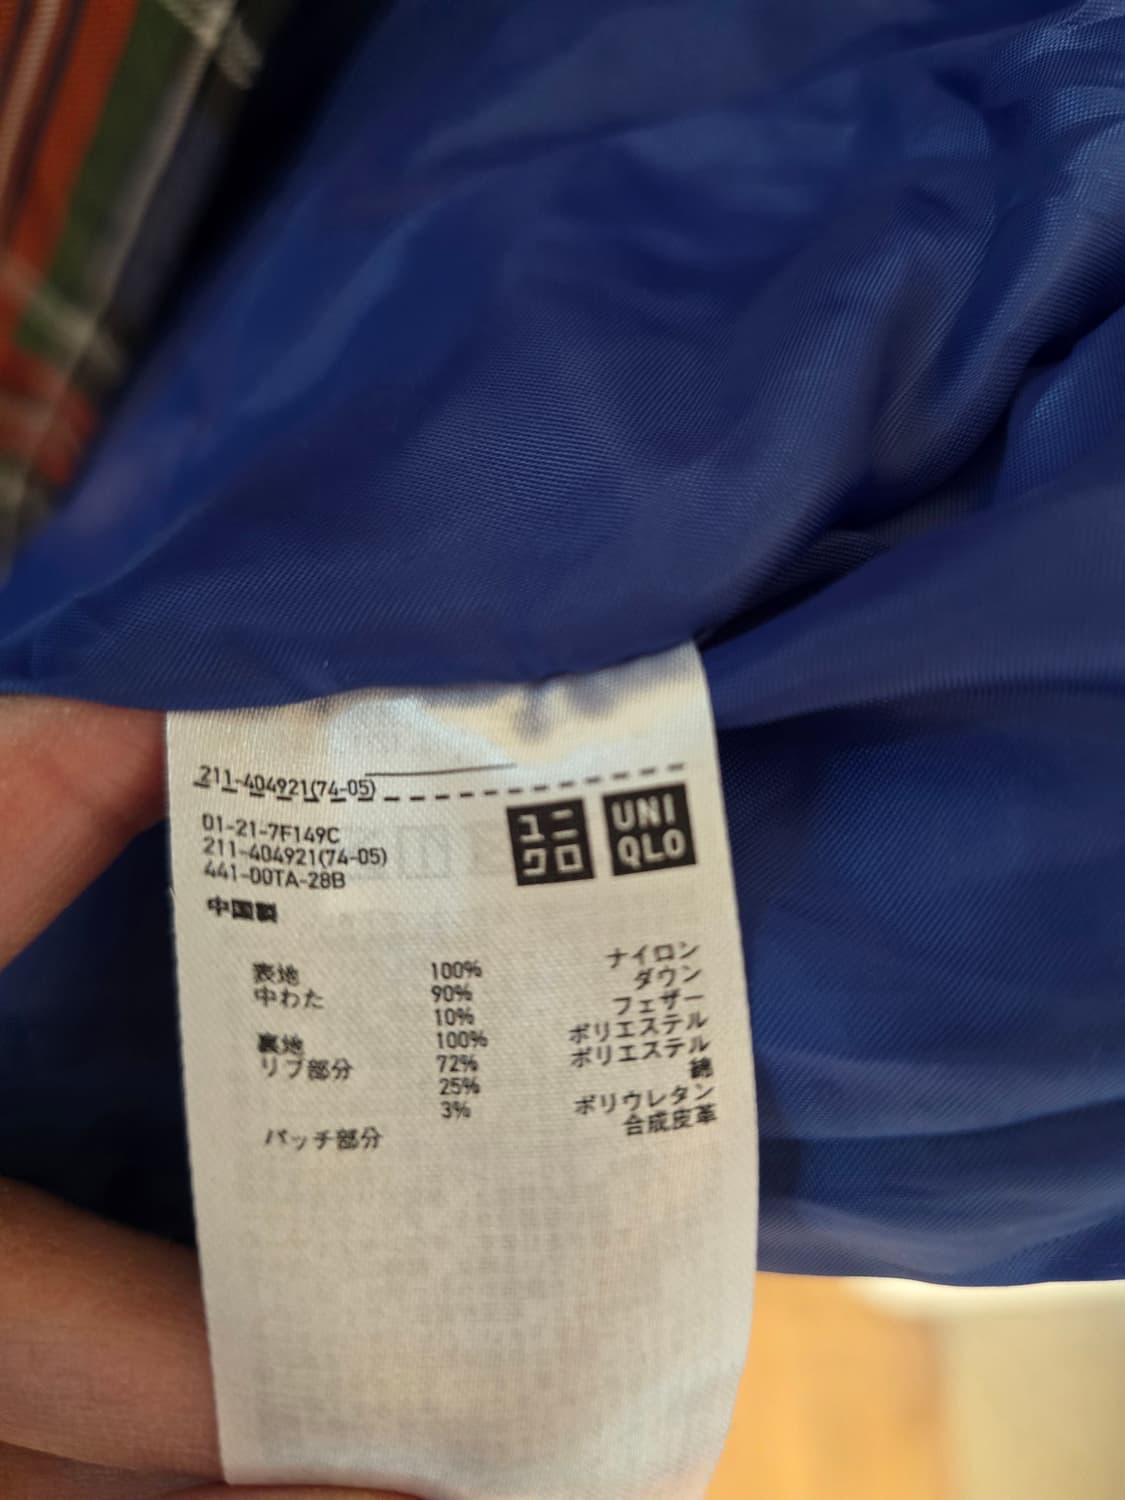 211-404921(74-05)
01-21-7F149C
211-404921(74-05)
441-00TA-28B
中国製
ユニ
クロ
UNI
QLO
表地 100% ナイロン
中わた 90% ダウン
10% フェザー
裏地 100% ポリエステル
リブ部分 72% ポリエステル
25% 綿
3% ポリウレタン
パッチ部分 合成皮革